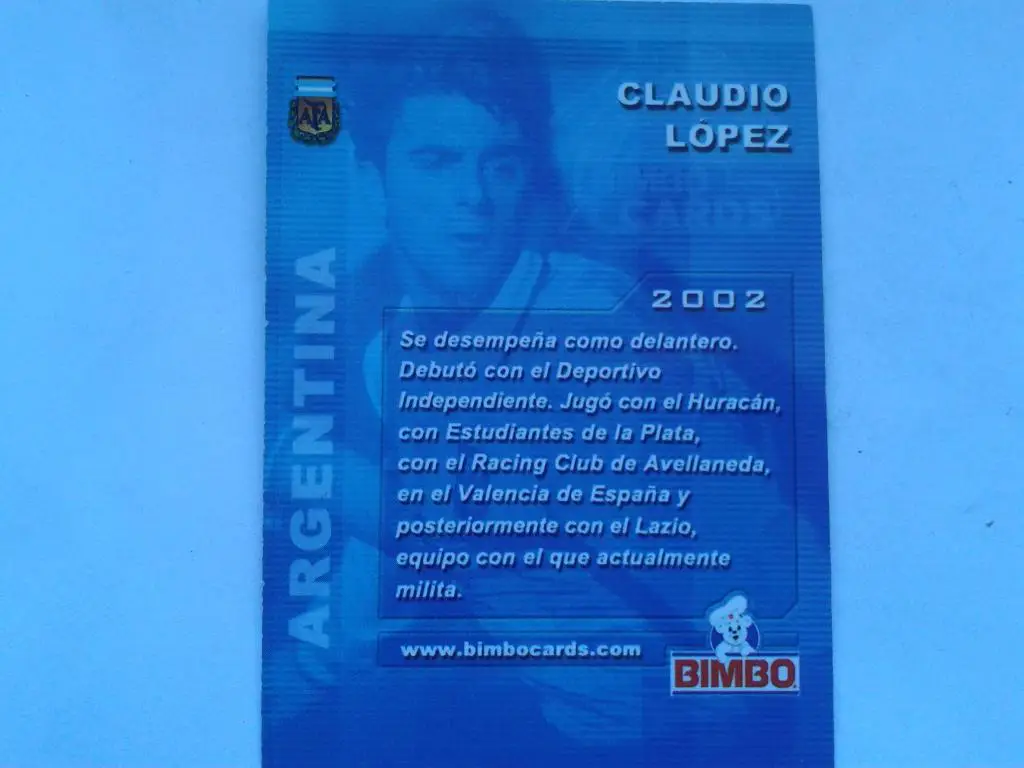 AFA
CLAUDIO
LÓPEZ
CARDS
ARGENTINA
2002
Se desempeña como delantero.
Debutó con el Deportivo
Independiente. Jugó con el Huracán,
con Estudiantes de la Plata,
con el Racing Club de Avellaneda,
en el Valencia de España y
posteriormente con el Lazio,
equipo con el que actualmente
milita.
www.bimbocards.com
BIMBO